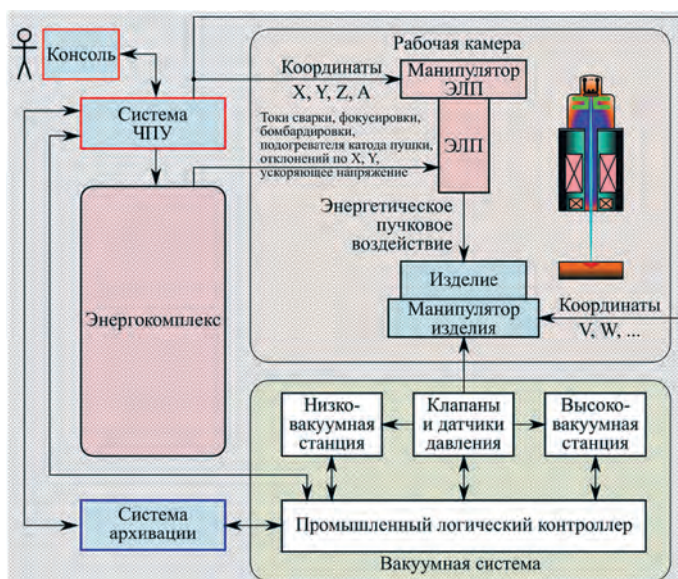 Консоль
Система
ЧПУ
Энергокомплекс
Система
архивации
Рабочая камера
Координаты
X, Y, Z, A
Манипулятор
ЭЛП
Токи сварки, фокусировки,
бомбардировки,
подогревателя катода пушки,
отклонений по X, Y,
ускоряющее напряжение
ЭЛП
Энергетическое
пучковое
воздействие
Изделие
Манипулятор
изделия
Координаты
V, W, ...
Низко-
вакуумная
станция
Клапаны
и датчики
давления
Высоко-
вакуумная
станция
Промышленный логический контроллер
Вакуумная система